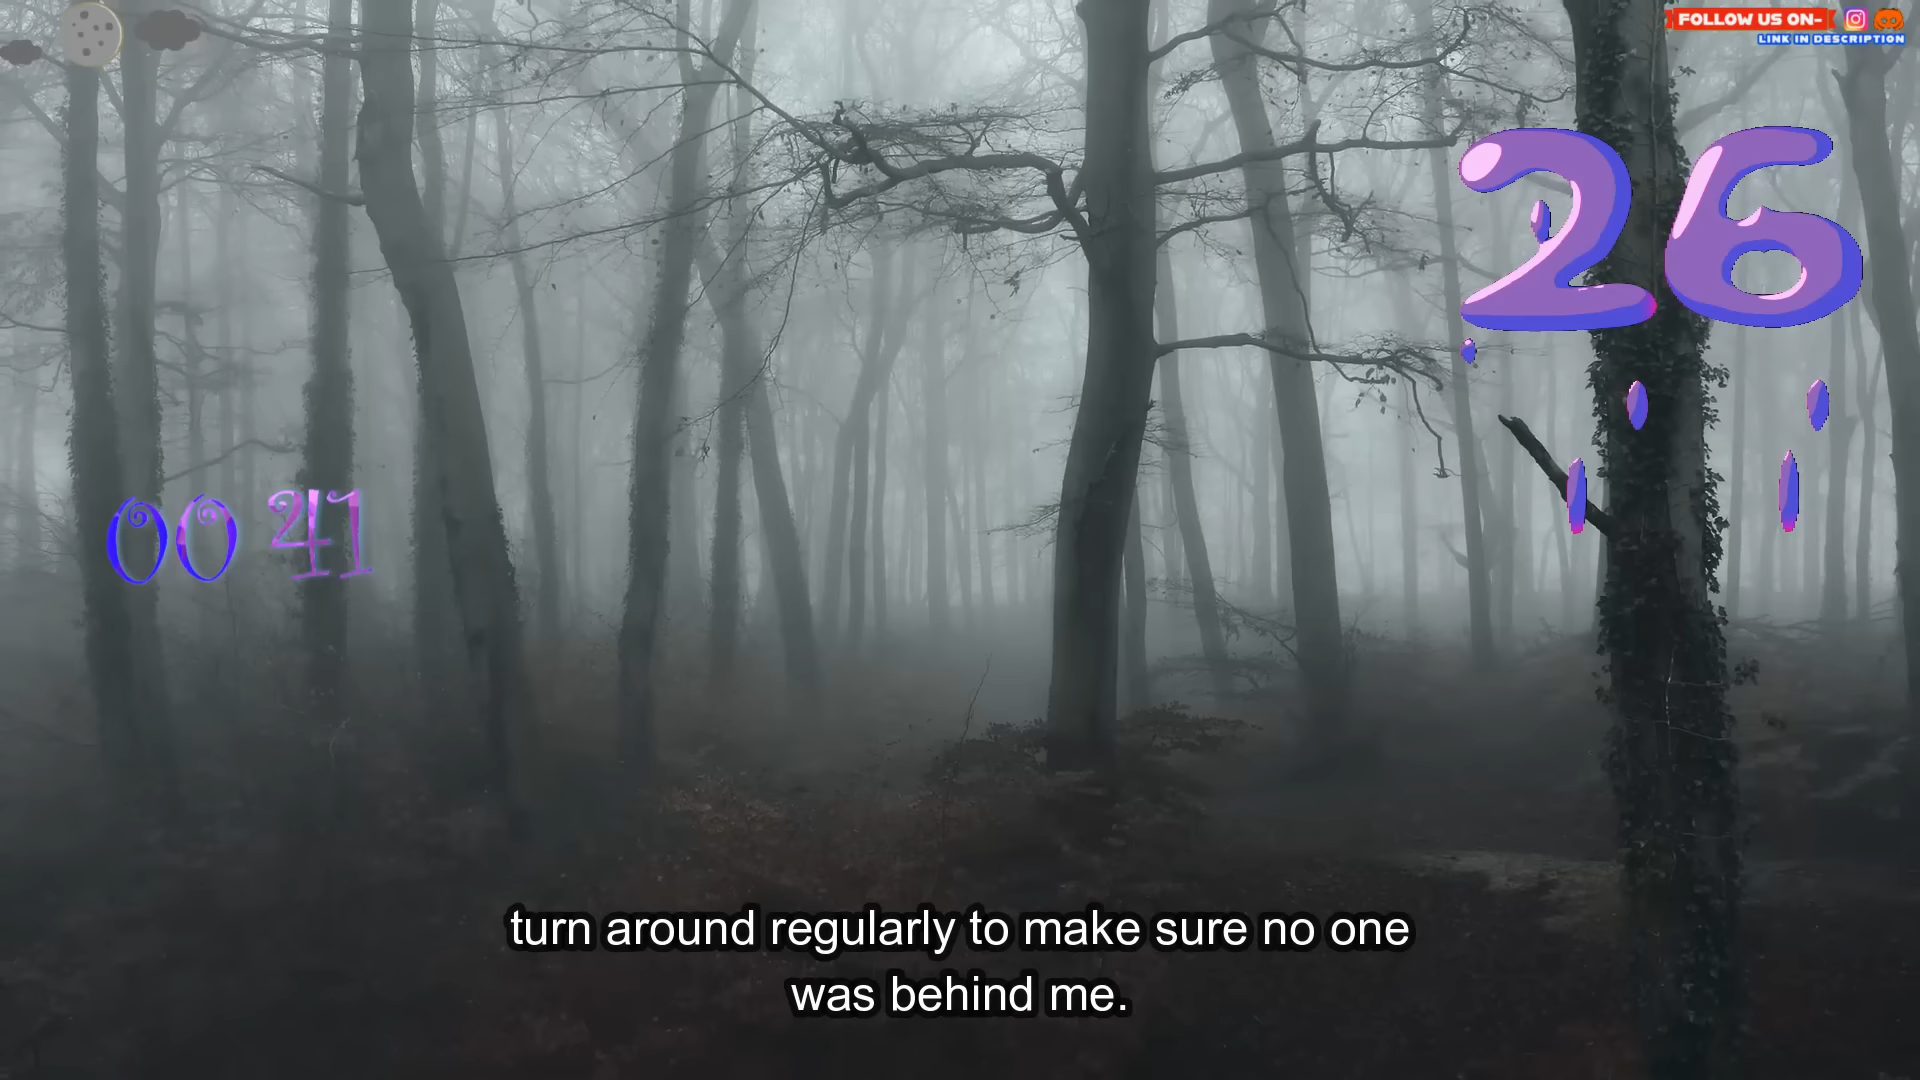 FOLLOW US ON-
LINK IN DESCRIPTION
26
00 41
turn around regularly to make sure no one
was behind me.